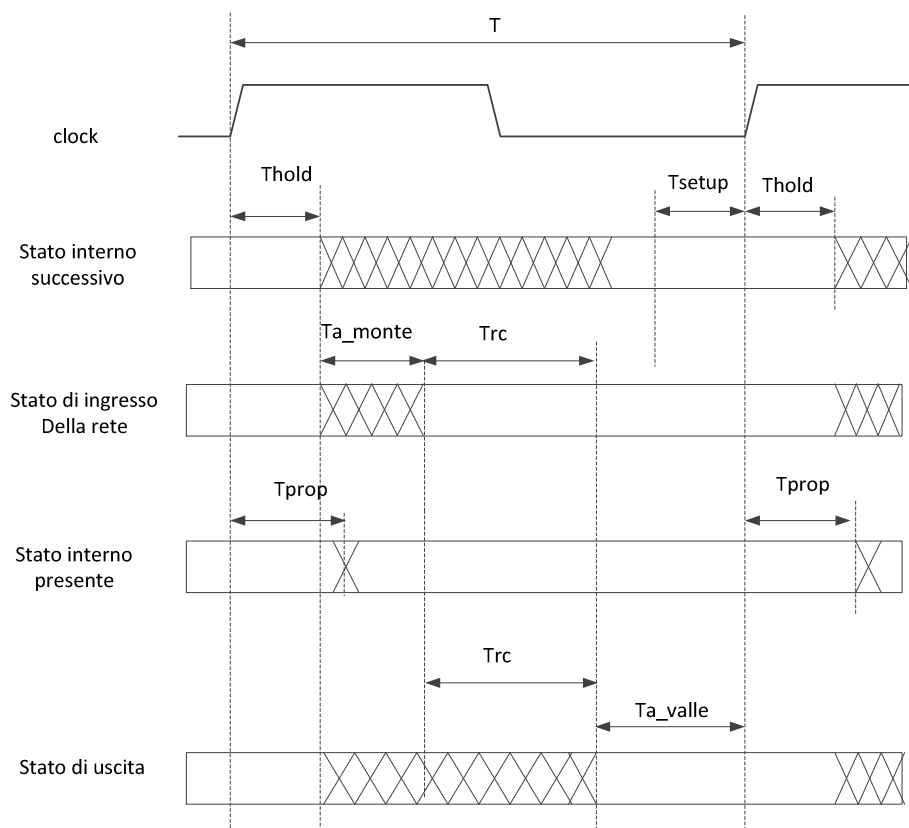 T
clock
Thold
Tsetup
Thold
Stato interno
successivo
Ta_monte
Trc
Stato di ingresso
Della rete
Tprop
Tprop
Stato interno
presente
Trc
Ta_valle
Stato di uscita